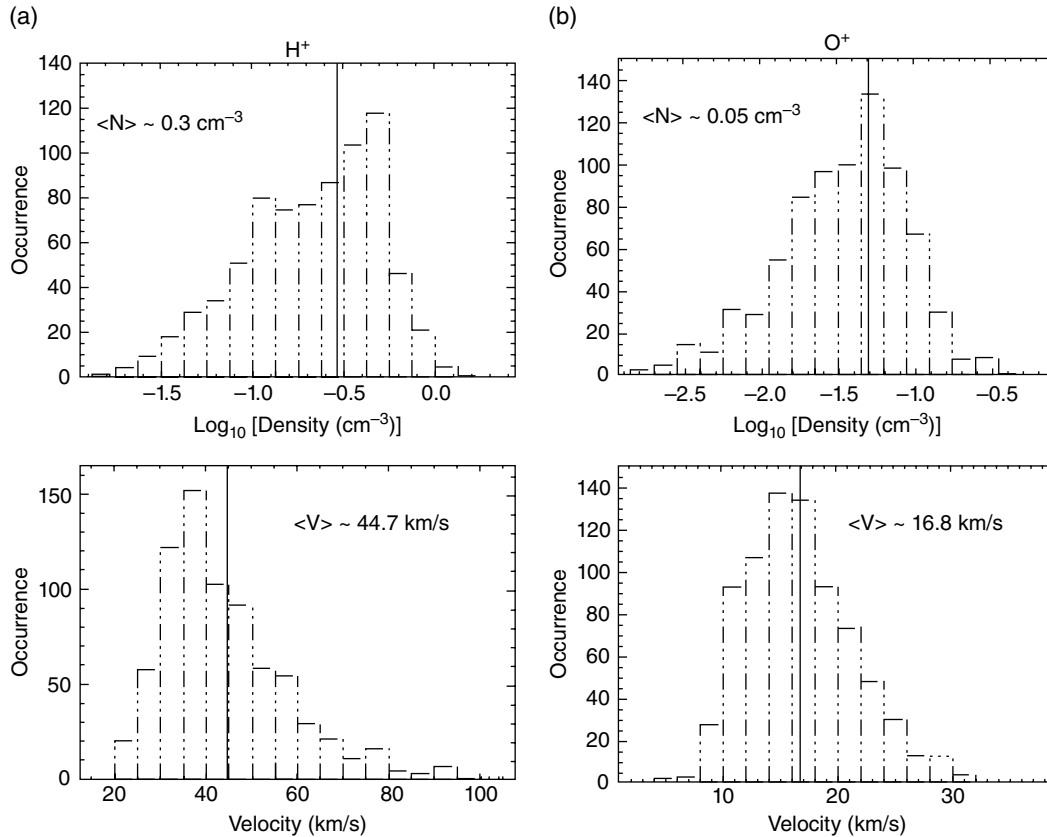 (a)
H⁺
140
120
100
80
60
40
20
0
Occurrence
<N> ~ 0.3 cm⁻³
−1.5
−1.0
−0.5
0.0
Log₁₀ [Density (cm⁻³)]
(b)
O⁺
140
120
100
80
60
40
20
0
Occurrence
<N> ~ 0.05 cm⁻³
−2.5
−2.0
−1.5
−1.0
−0.5
Log₁₀ [Density (cm⁻³)]
150
100
50
0
Occurrence
<V> ~ 44.7 km/s
20
40
60
80
100
Velocity (km/s)
140
120
100
80
60
40
20
0
Occurrence
<V> ~ 16.8 km/s
10
20
30
Velocity (km/s)